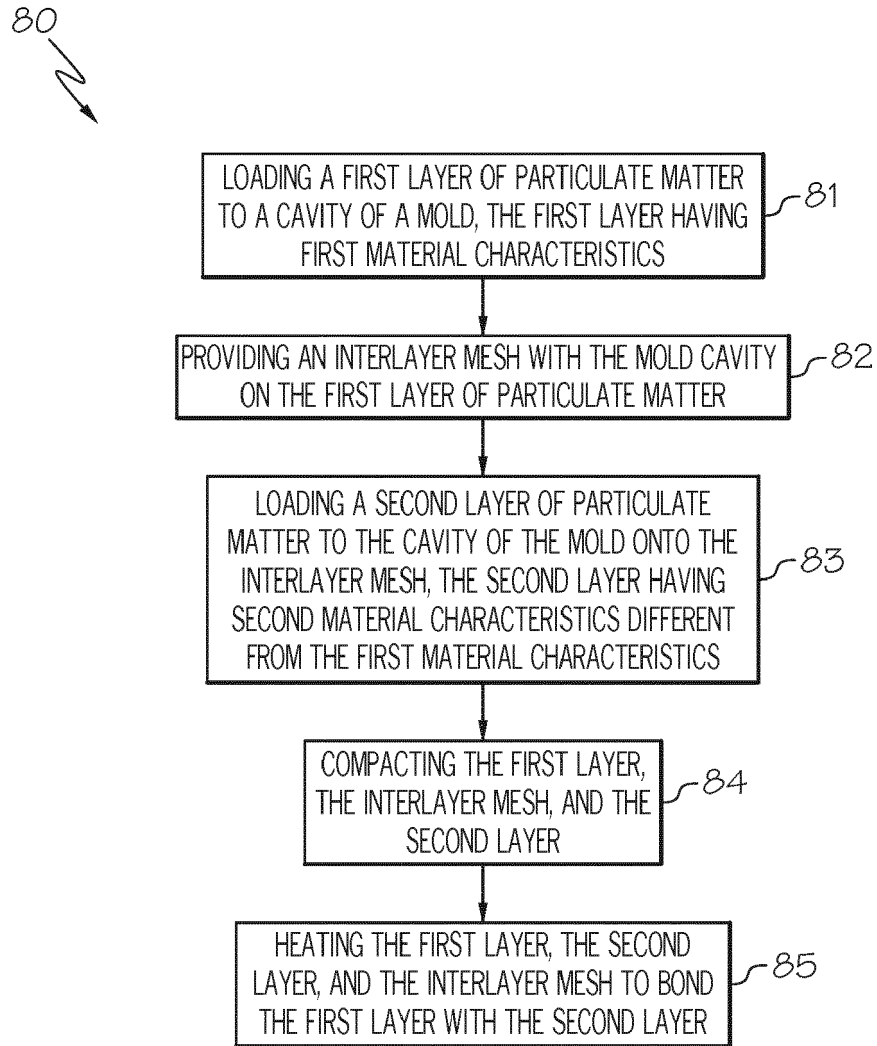 80
LOADING A FIRST LAYER OF PARTICULATE MATTER
TO A CAVITY OF A MOLD, THE FIRST LAYER HAVING
FIRST MATERIAL CHARACTERISTICS
81
PROVIDING AN INTERLAYER MESH WITH THE MOLD CAVITY
ON THE FIRST LAYER OF PARTICULATE MATTER
82
LOADING A SECOND LAYER OF PARTICULATE
MATTER TO THE CAVITY OF THE MOLD ONTO THE
INTERLAYER MESH, THE SECOND LAYER HAVING
SECOND MATERIAL CHARACTERISTICS DIFFERENT
FROM THE FIRST MATERIAL CHARACTERISTICS
83
COMPACTING THE FIRST LAYER,
THE INTERLAYER MESH, AND THE
SECOND LAYER
84
HEATING THE FIRST LAYER, THE SECOND
LAYER, AND THE INTERLAYER MESH TO BOND
THE FIRST LAYER WITH THE SECOND LAYER
85